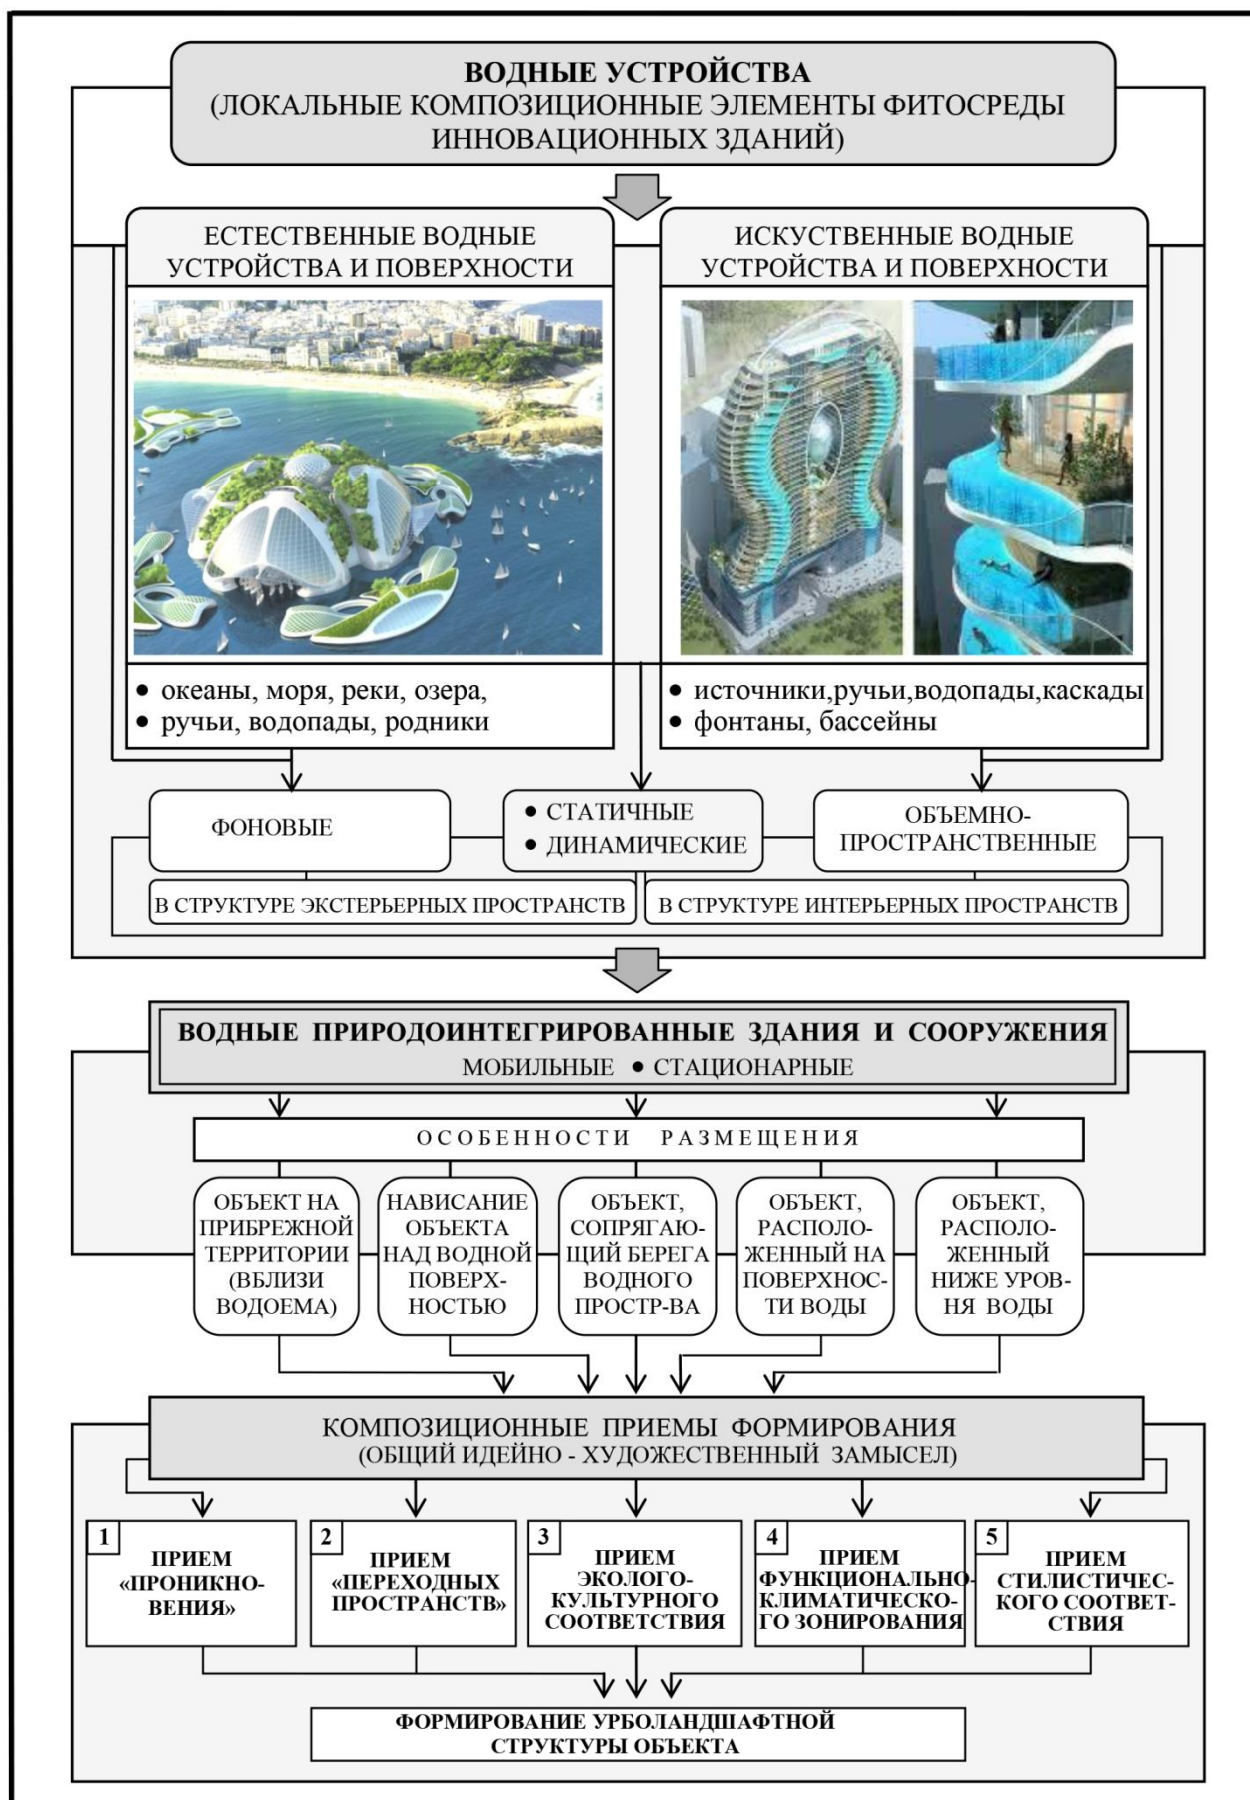 ВОДНЫЕ УСТРОЙСТВА
(ЛОКАЛЬНЫЕ КОМПОЗИЦИОННЫЕ ЭЛЕМЕНТЫ ФИТОСРЕДЫ
ИННОВАЦИОННЫХ ЗДАНИЙ)
ЕСТЕСТВЕННЫЕ ВОДНЫЕ
УСТРОЙСТВА И ПОВЕРХНОСТИ
ИСКУСТВЕННЫЕ ВОДНЫЕ
УСТРОЙСТВА И ПОВЕРХНОСТИ
• океаны, моря, реки, озера,
• ручьи, водопады, родники
• источники,ручьи,водопады,каскады
• фонтаны, бассейны
ФОНОВЫЕ
• СТАТИЧНЫЕ
• ДИНАМИЧЕСКИЕ
ОБЪЕМНО-
ПРОСТРАНСТВЕННЫЕ
В СТРУКТУРЕ ЭКСТЕРЬЕРНЫХ ПРОСТРАНСТВ
В СТРУКТУРЕ ИНТЕРЬЕРНЫХ ПРОСТРАНСТВ
ВОДНЫЕ ПРИРОДОИНТЕГРИРОВАННЫЕ ЗДАНИЯ И СООРУЖЕНИЯ
МОБИЛЬНЫЕ • СТАЦИОНАРНЫЕ
ОСОБЕННОСТИ РАЗМЕЩЕНИЯ
ОБЪЕКТ НА
ПРИБРЕЖНОЙ
ТЕРРИТОРИИ
(ВБЛИЗИ
ВОДОЕМА)
НАВИСАНИЕ
ОБЪЕКТА
НАД ВОДНОЙ
ПОВЕРХ-
НОСТЬЮ
ОБЪЕКТ,
СОПРЯГАЮ-
ЩИЙ БЕРЕГА
ВОДНОГО
ПРОСТР-ВА
ОБЪЕКТ,
РАСПОЛО-
ЖЕННЫЙ НА
ПОВЕРХНОС-
ТИ ВОДЫ
ОБЪЕКТ,
РАСПОЛО-
ЖЕННЫЙ
НИЖЕ УРОВ-
НЯ ВОДЫ
КОМПОЗИЦИОННЫЕ ПРИЕМЫ ФОРМИРОВАНИЯ
(ОБЩИЙ ИДЕЙНО - ХУДОЖЕСТВЕННЫЙ ЗАМЫСЕЛ)
1
ПРИЕМ
«ПРОНИКНО-
ВЕНИЯ»
2
ПРИЕМ
«ПЕРЕХОДНЫХ
ПРОСТРАНСТВ»
3
ПРИЕМ
ЭКОЛОГО-
КУЛЬТУРНОГО
СООТВЕТСТВИЯ
4
ПРИЕМ
ФУНКЦИОНАЛЬНО-
КЛИМАТИЧЕСКО-
ГО ЗОНИРОВАНИЯ
5
ПРИЕМ
СТИЛИСТИЧЕС-
КОГО СООТВЕТ-
СТВИЯ
ФОРМИРОВАНИЕ УРБОЛАНДШАФТНОЙ
СТРУКТУРЫ ОБЪЕКТА